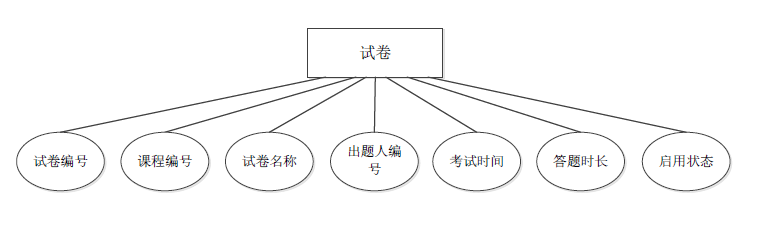 试卷
试卷编号
课程编号
试卷名称
出题人编
号
考试时间
答题时长
启用状态